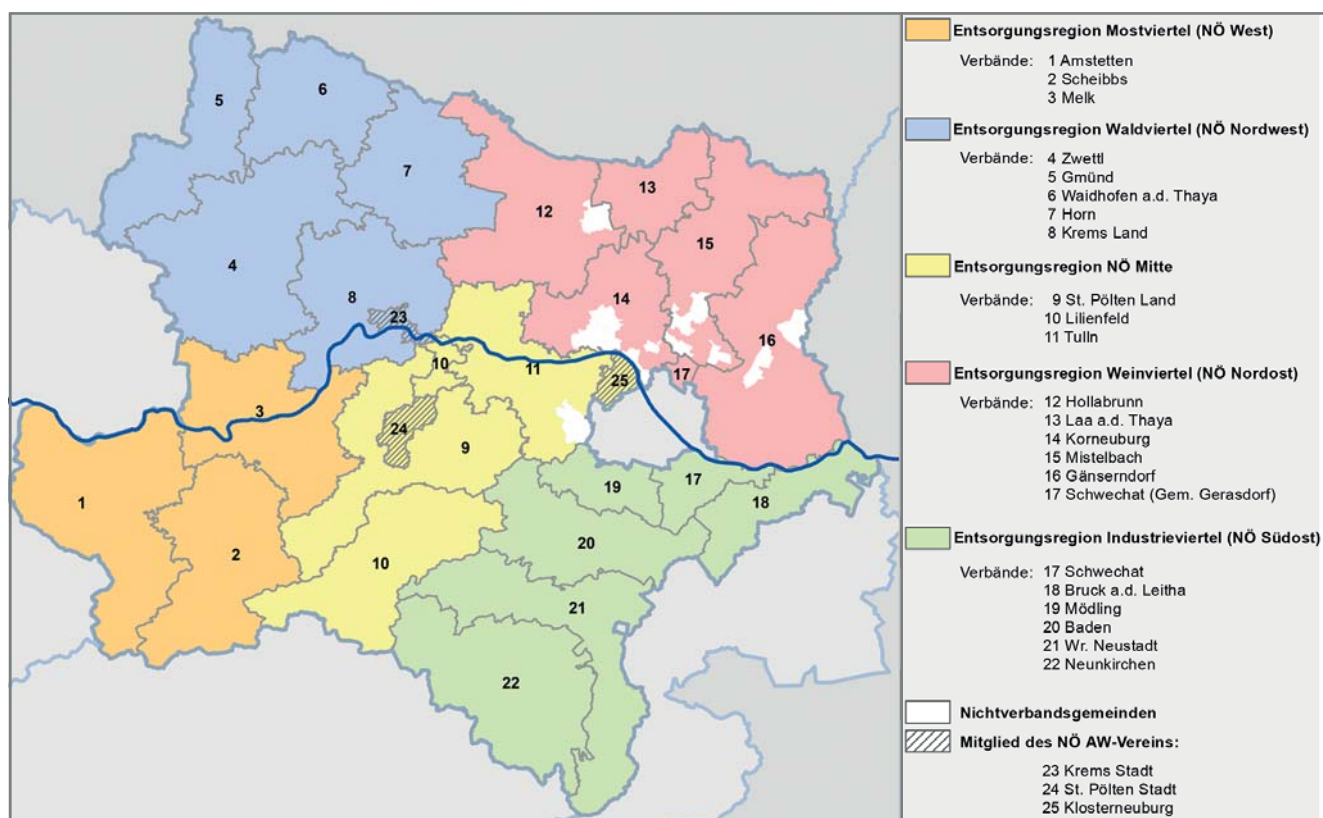 Entsorgungsregion Mostviertel (NÖ West)
Verbände: 1 Amstetten
2 Scheibbs
3 Melk
Entsorgungsregion Waldviertel (NÖ Nordwest)
Verbände: 4 Zwettl
5 Gmünd
6 Waidhofen a.d. Thaya
7 Horn
8 Krems Land
Entsorgungsregion NÖ Mitte
Verbände: 9 St. Pölten Land
10 Lilienfeld
11 Tulln
Entsorgungsregion Weinviertel (NÖ Nordost)
Verbände: 12 Hollabrunn
13 Laa a.d. Thaya
14 Korneuburg
15 Mistelbach
16 Gänserndorf
17 Schwechat (Gem. Gerasdorf)
Entsorgungsregion Industrieviertel (NÖ Südost)
Verbände: 17 Schwechat
18 Bruck a.d. Leitha
19 Mödling
20 Baden
21 Wr. Neustadt
22 Neunkirchen
Nichtverbandsgemeinden
Mitglied des NÖ AW-Vereins:
23 Krems Stadt
24 St. Pölten Stadt
25 Klosterneuburg
6
5
7
13
12
15
4
8
14
23
16
10
11
17
25
3
24
9
19
17
18
1
2
20
10
21
22